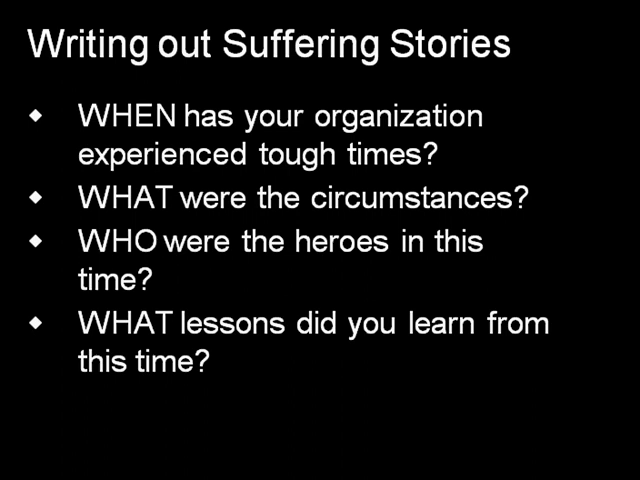 Writing out Suffering Stories
◆ WHEN has your organization
experienced tough times?
◆ WHAT were the circumstances?
◆ WHO were the heroes in this
time?
◆ WHAT lessons did you learn from
this time?